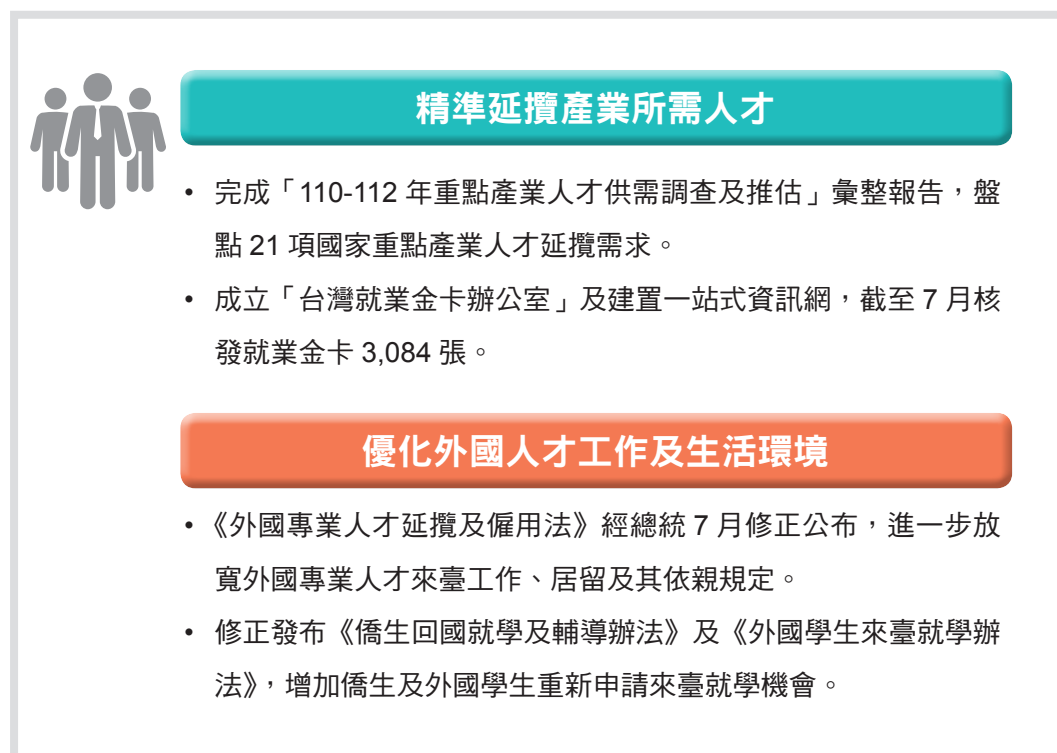 精準延攬產業所需人才
• 完成「110-112 年重點產業人才供需調查及推估」彙整報告，盤
點 21 項國家重點產業人才延攬需求。
• 成立「台灣就業金卡辦公室」及建置一站式資訊網，截至 7 月核
發就業金卡 3,084 張。
優化外國人才工作及生活環境
• 《外國專業人才延攬及僱用法》經總統 7 月修正公布，進一步放
寬外國專業人才來臺工作、居留及其依親規定。
• 修正發布《僑生回國就學及輔導辦法》及《外國學生來臺就學辦
法》，增加僑生及外國學生重新申請來臺就學機會。